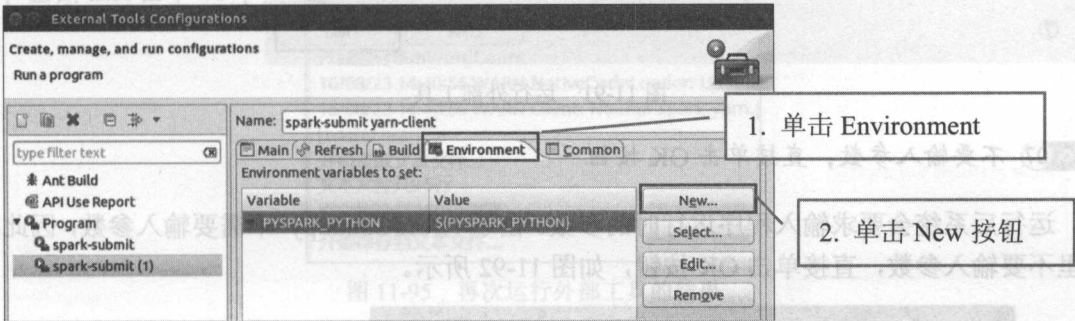 External Tools Configurations
Create, manage, and run configurations
Run a program
Name: spark-submit yarn-client
type filter text
Main Refresh Build Environment Common
Environment variables to set:
Ant Build
API Use Report
Program
spark-submit
spark-submit (1)
Variable Value
PYSPARK_PYTHON ${PYSPARK_PYTHON}
New...
Select...
Edit...
Remove
1. 单击 Environment
2. 单击 New 按钮